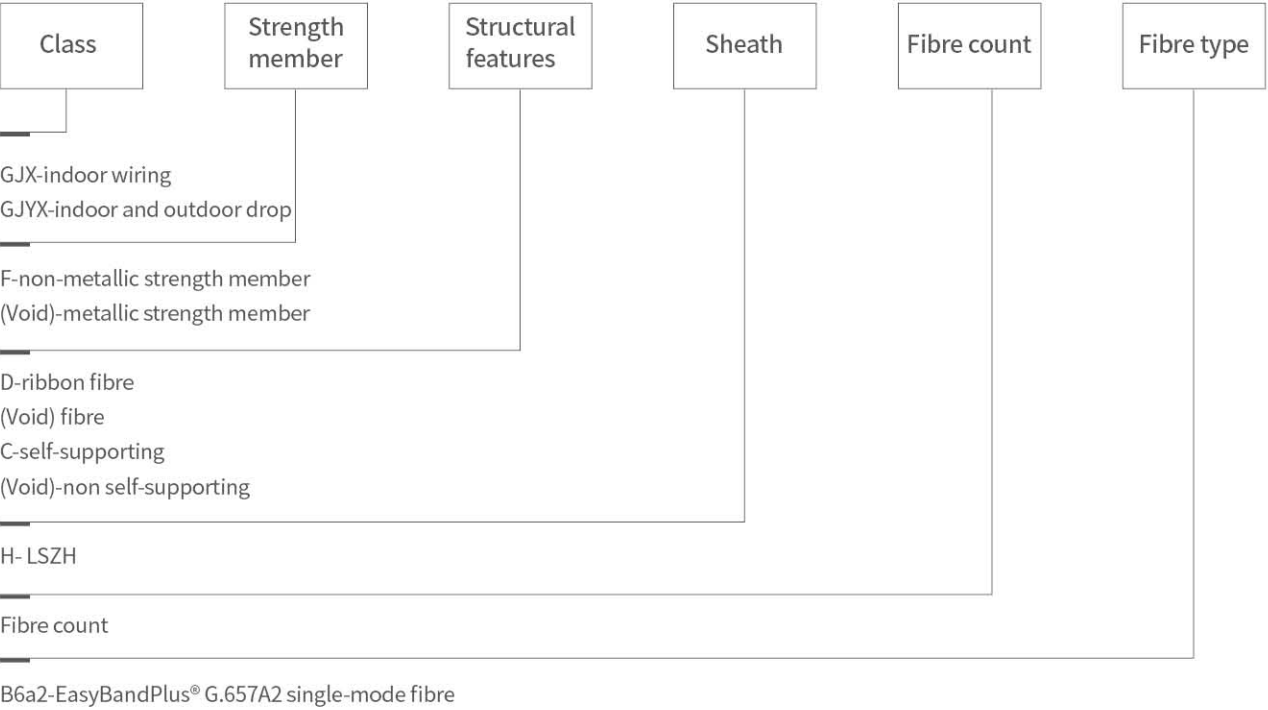 Class
Strength
member
Structural
features
Sheath
Fibre count
Fibre type
GJX-indoor wiring
GJYX-indoor and outdoor drop
F-non-metallic strength member
(Void)-metallic strength member
D-ribbon fibre
(Void) fibre
C-self-supporting
(Void)-non self-supporting
H- LSZH
Fibre count
B6a2-EasyBandPlus® G.657A2 single-mode fibre